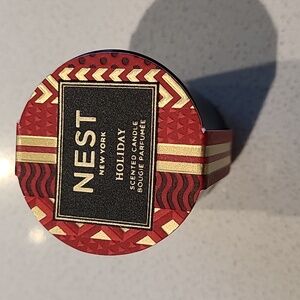 NEST
NEW YORK
HOLIDAY
SCENTED CANDLE
BOUGIE PARFUMÉE